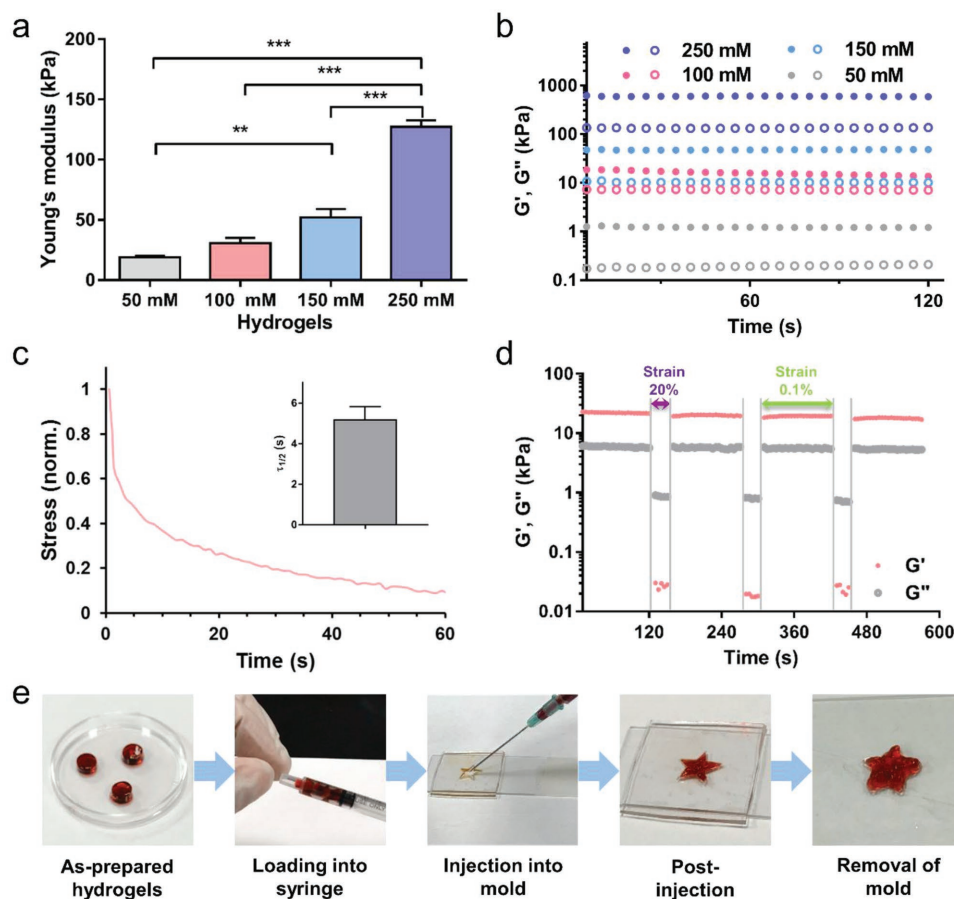 a
Young's modulus (kPa)
200
150
100
50
0
***
***
***
**
50 mM
100 mM
150 mM
250 mM
Hydrogels
b
250 mM
150 mM
100 mM
50 mM
G', G" (kPa)
1000
100
10
1
0.1
60
120
Time (s)
c
Stress (norm.)
1
0.8
0.6
0.4
0.2
0
0
20
40
60
Time (s)
τ1/2 (s)
6
4
2
0
d
Strain
20%
Strain
0.1%
G', G" (kPa)
100
10
1
0.1
0.01
G'
G"
120
240
360
480
600
Time (s)
e
As-prepared
hydrogels
Loading into
syringe
Injection into
mold
Post-
injection
Removal of
mold